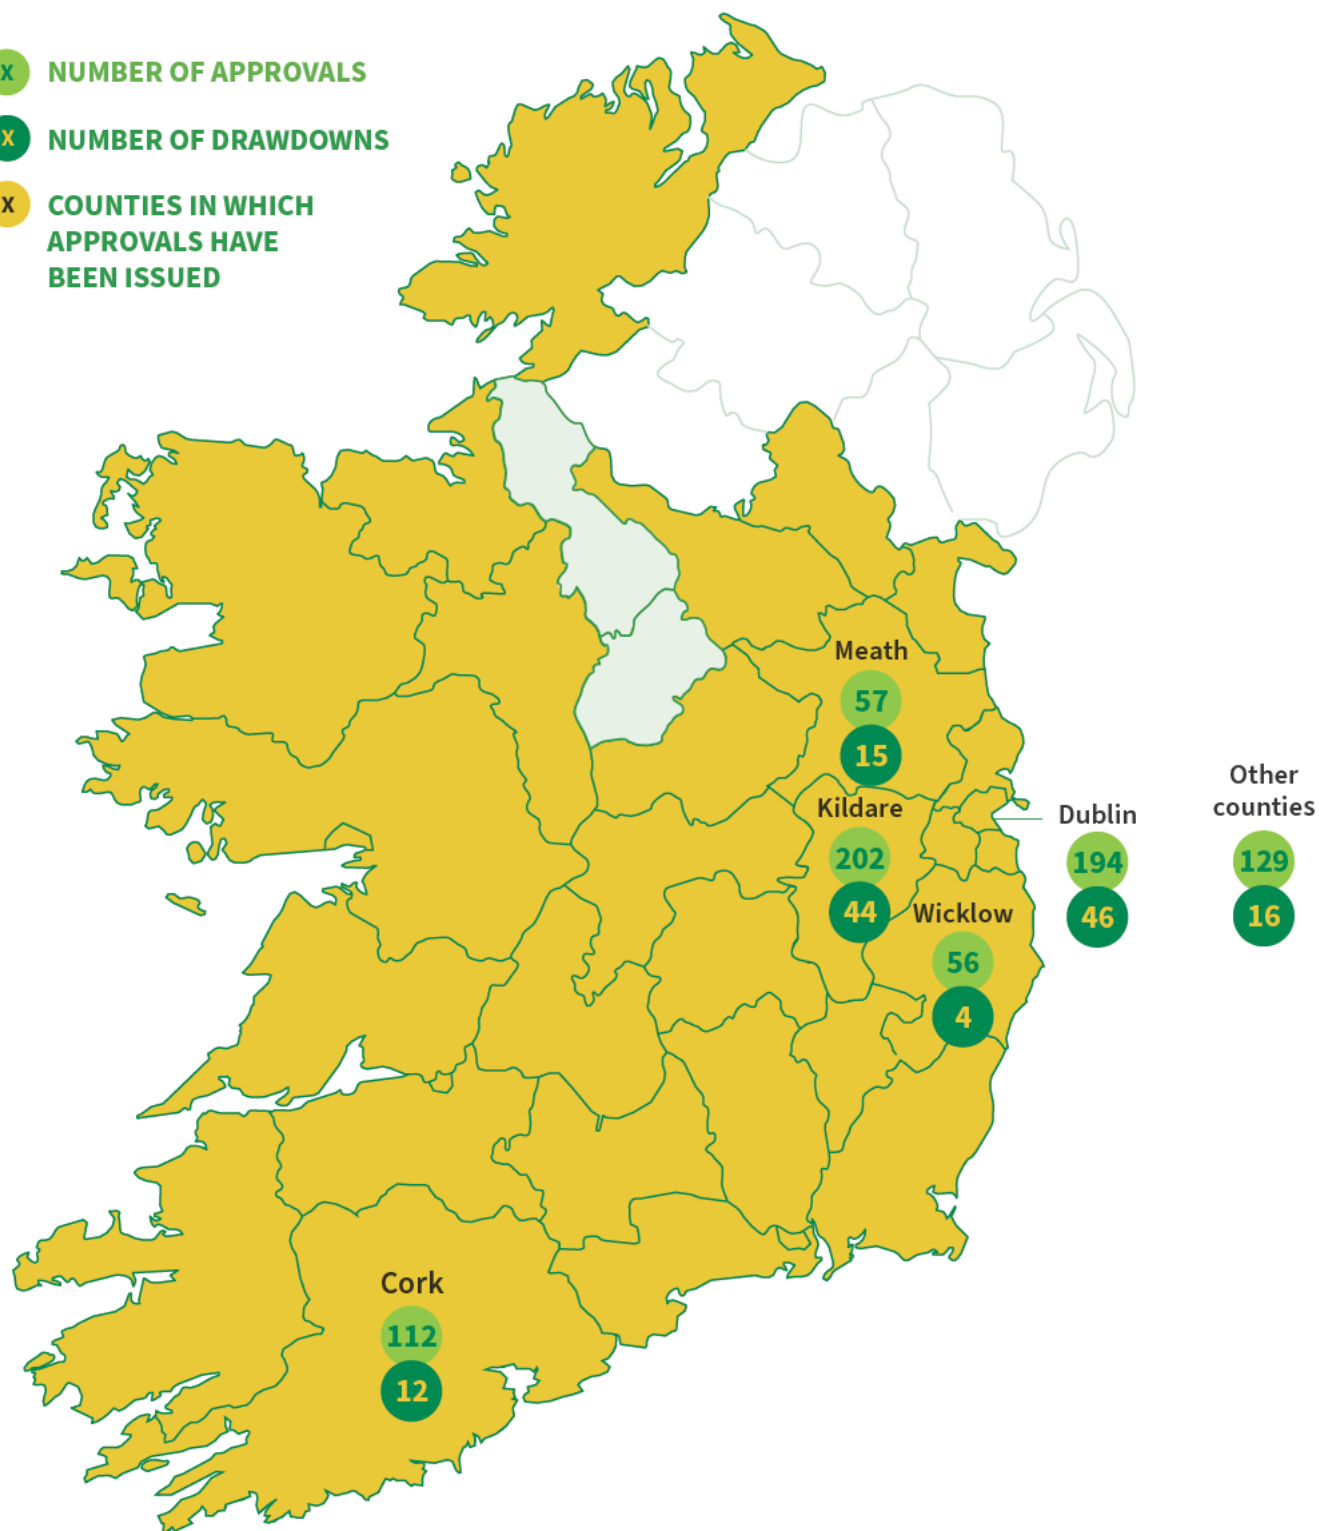 X NUMBER OF APPROVALS
X NUMBER OF DRAWDOWNS
X COUNTIES IN WHICH
APPROVALS HAVE
BEEN ISSUED
Meath
57
15
Kildare
202
44
Wicklow
56
4
Dublin
194
46
Other
counties
129
16
Cork
112
12